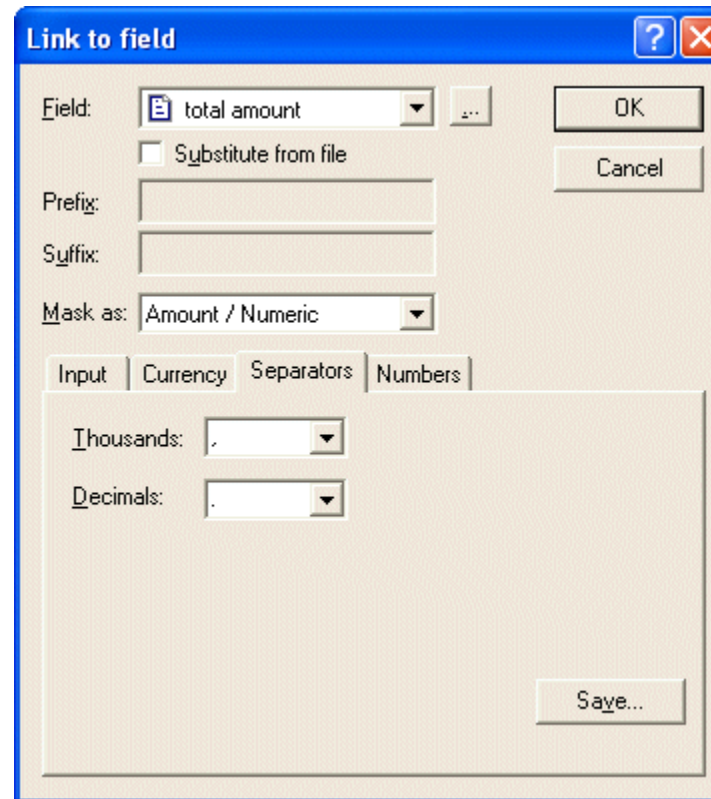 Link to field ?
Field: total amount ... OK
Substitute from file
Cancel
Prefix:
Suffix:
Mask as: Amount / Numeric
Input Currency Separators Numbers
Thousands: ,
Decimals: .
Save...